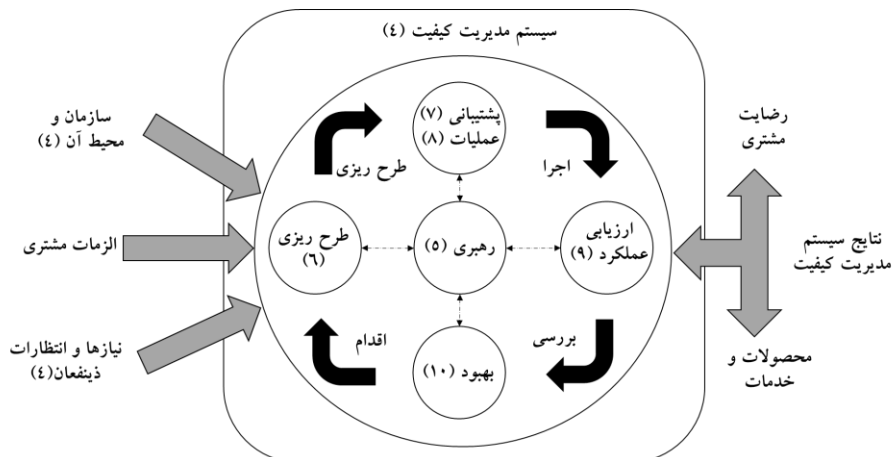 سیستم مدیریت کیفیت (٤)
سازمان و
محیط آن (٤)
الزمات مشتری
نیازها و انتظارات
ذینفعان(٤)
پشتیبانی (٧)
عملیات (٨)
طرح ریزی
اجرا
طرح ریزی
(٦)
رهبری (٥)
ارزیابی
عملکرد (٩)
اقدام
بررسی
بهبود (١٠)
رضایت
مشتری
نتایج سیستم
مدیریت کیفیت
محصولات و
خدمات